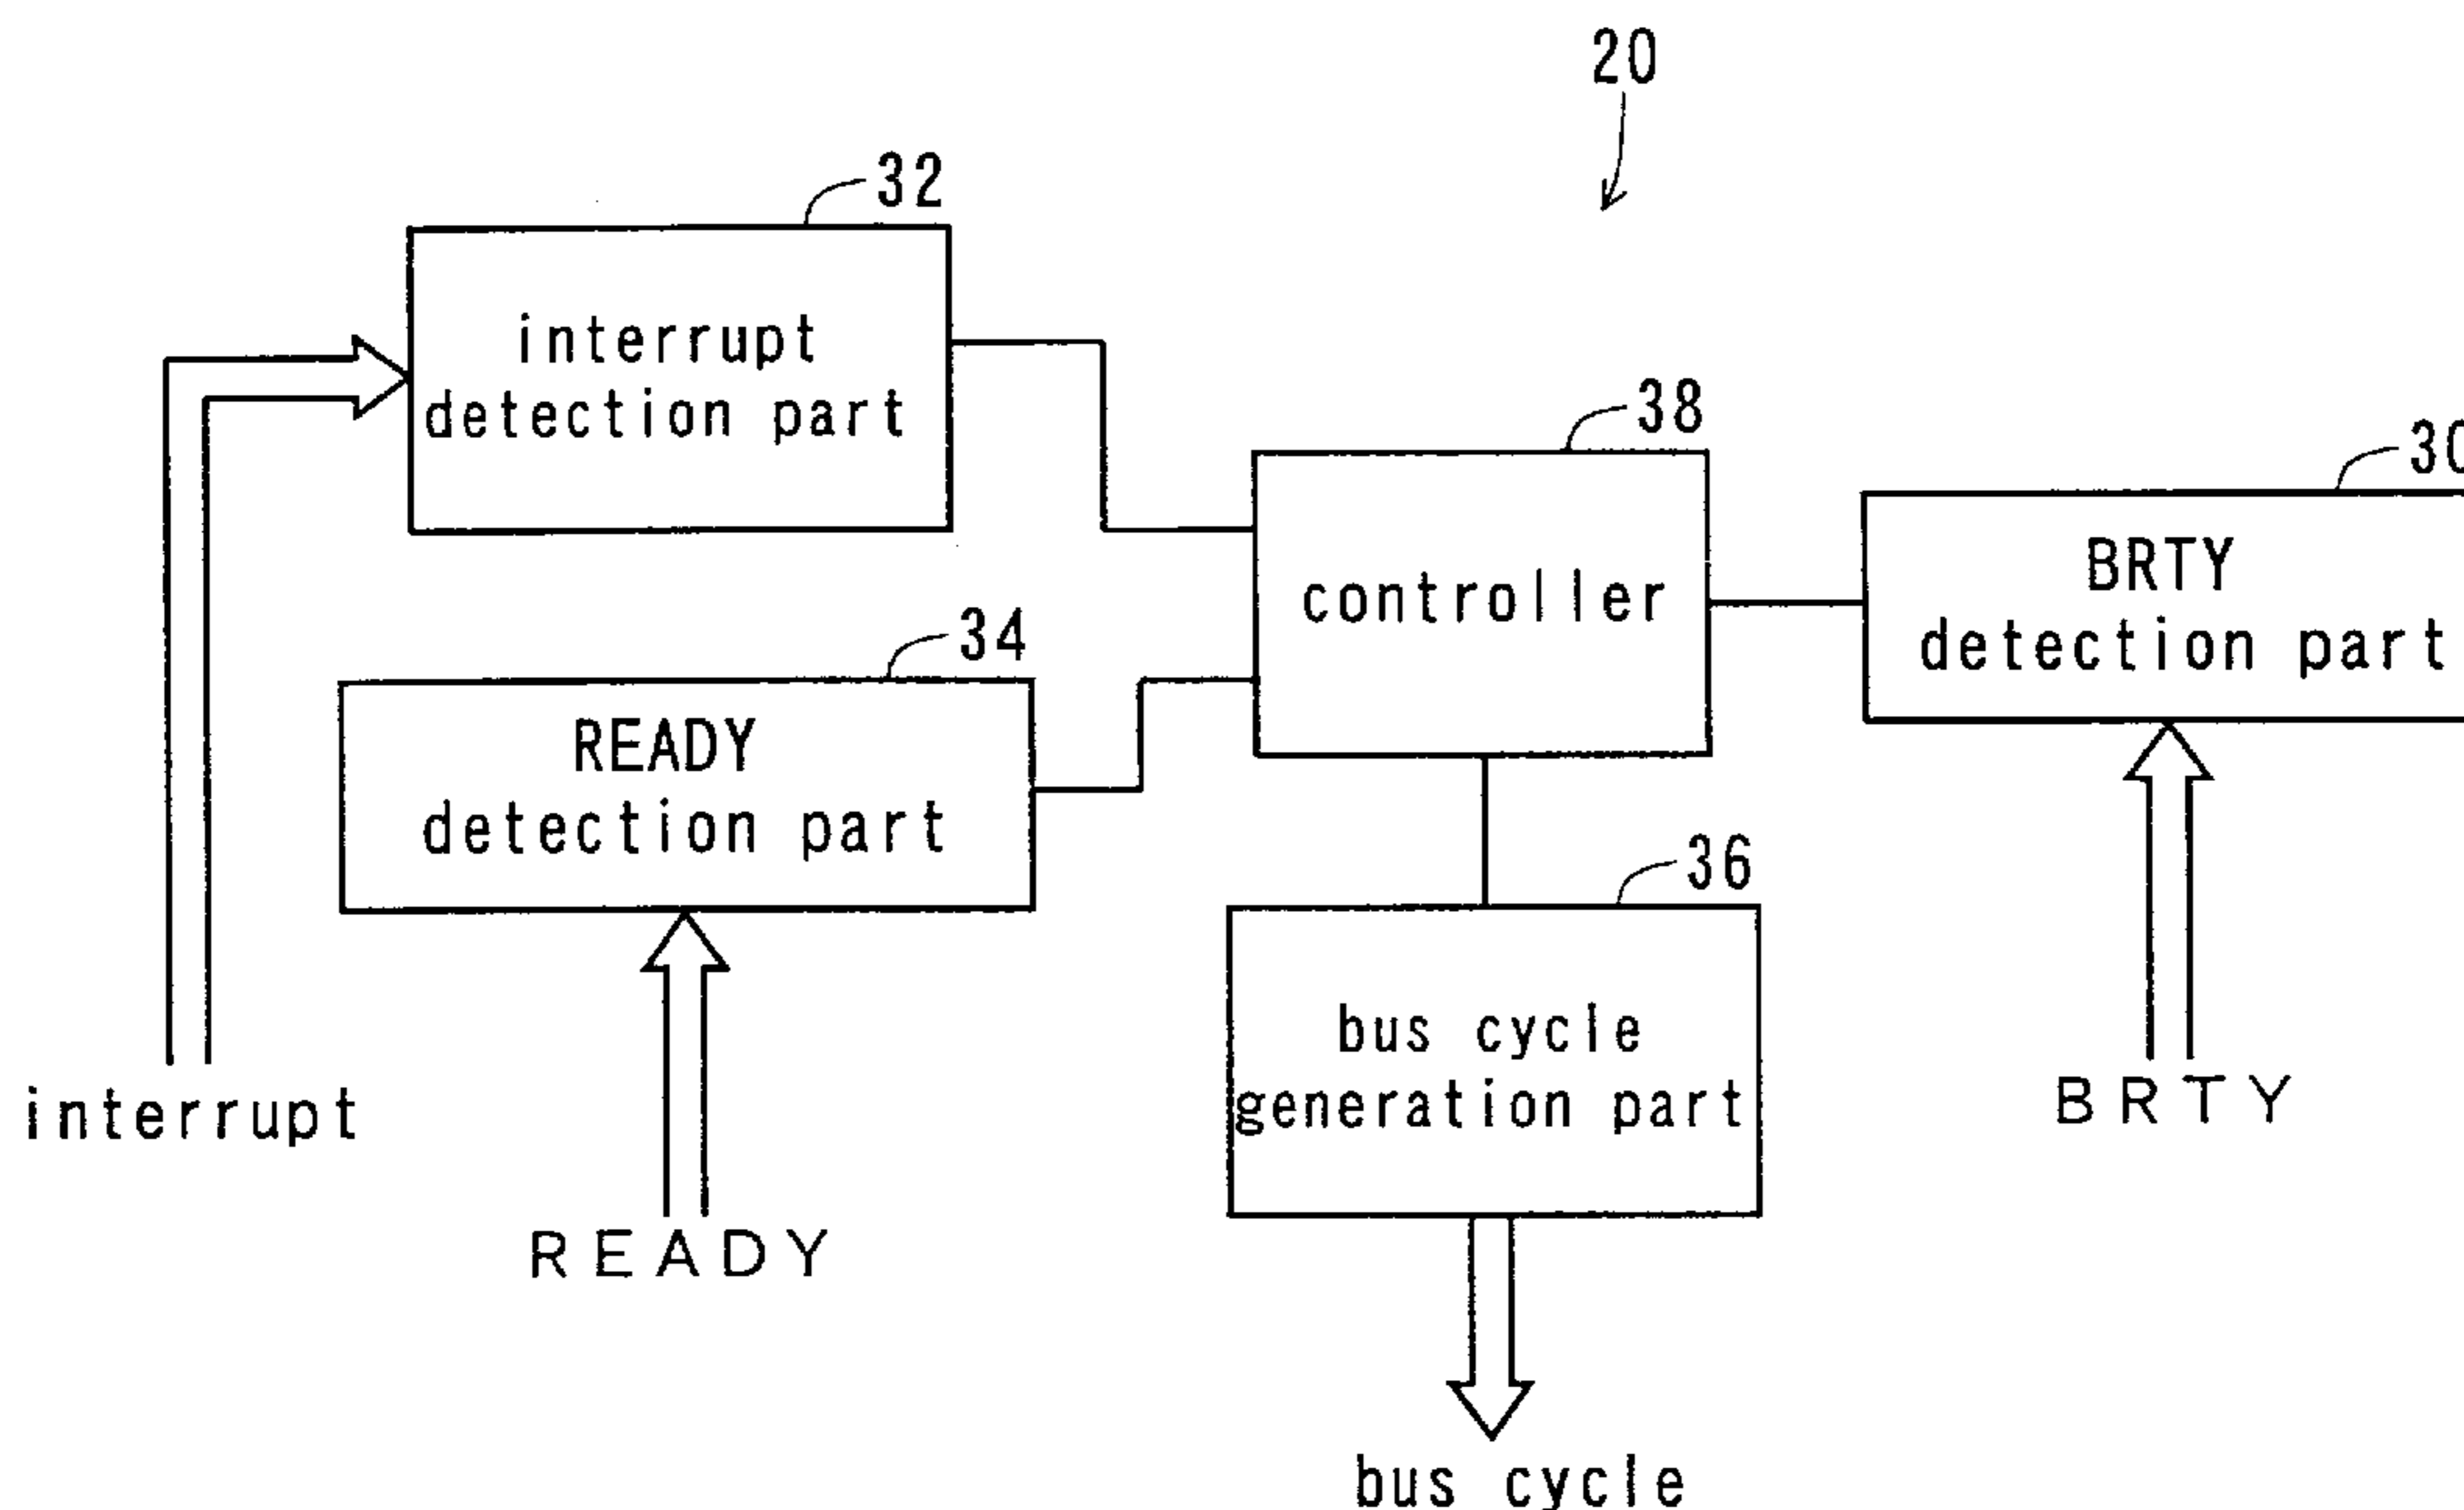 20
32
interrupt
detection part
38
controller
30
BRTY
detection part
34
READY
detection part
36
bus cycle
generation part
interrupt
READY
BRTY
bus cycle